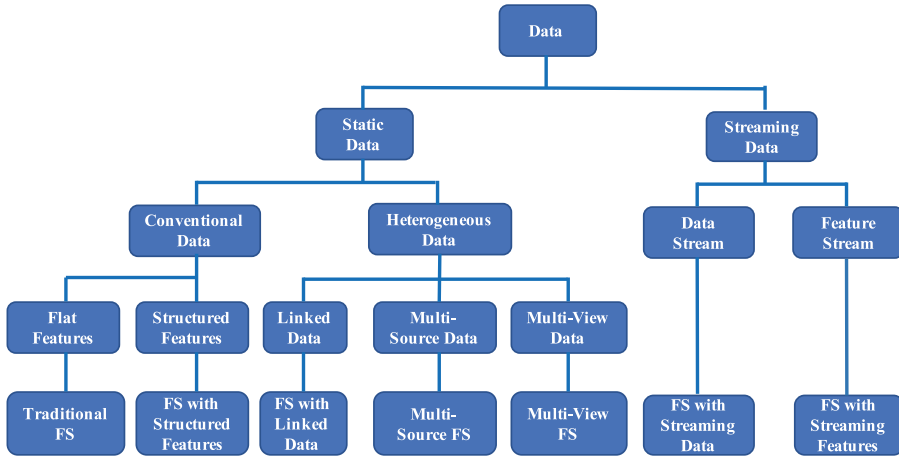 Data
Static
Data
Streaming
Data
Conventional
Data
Heterogeneous
Data
Data
Stream
Feature
Stream
Flat
Features
Structured
Features
Linked
Data
Multi-
Source Data
Multi-View
Data
Traditional
FS
FS with
Structured
Features
FS with
Linked
Data
Multi-
Source FS
Multi-View
FS
FS with
Streaming
Data
FS with
Streaming
Features